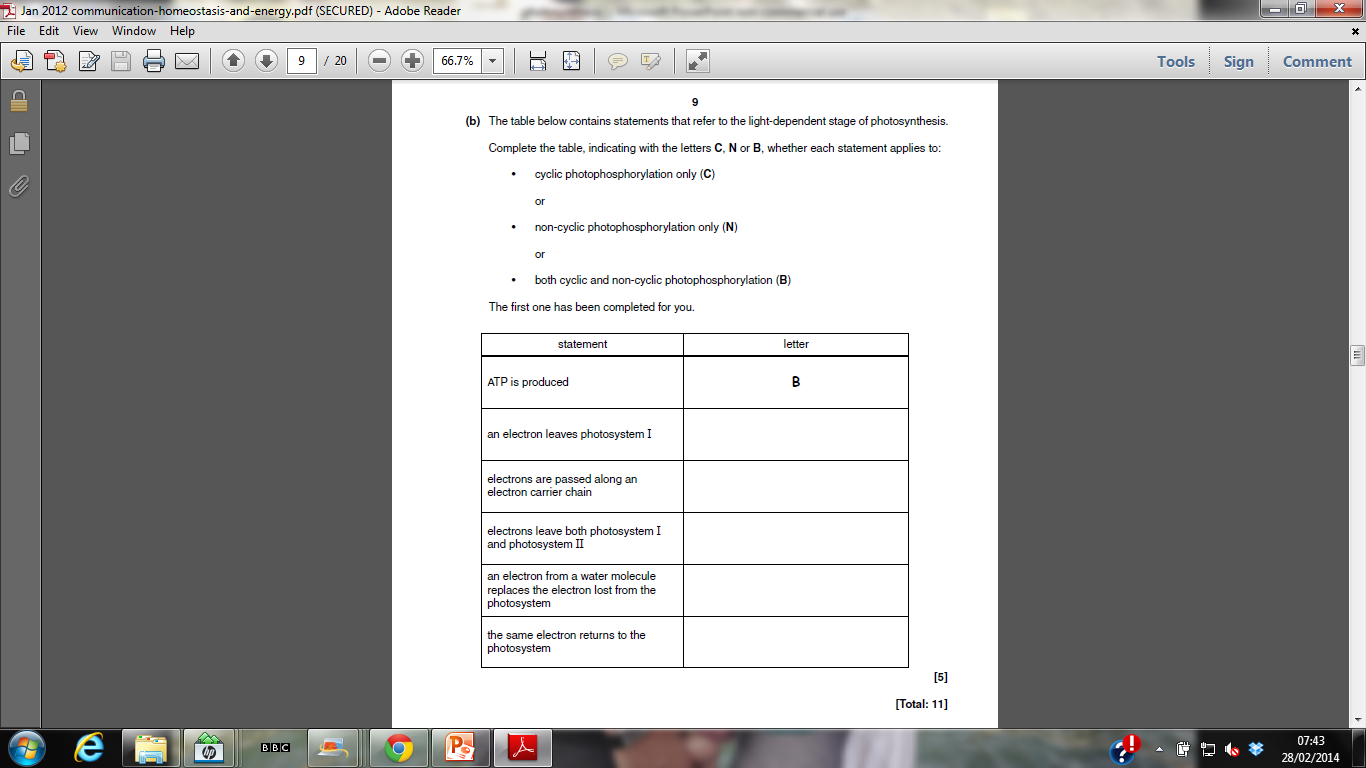 Jan 2012 communication-homeostasis-and-energy.pdf (SECURED) - Adobe Reader
File Edit View Window Help
9 / 20 66.7% Tools Sign Comment
9
(b) The table below contains statements that refer to the light-dependent stage of photosynthesis.
Complete the table, indicating with the letters C, N or B, whether each statement applies to:
• cyclic photophosphorylation only (C)
or
• non-cyclic photophosphorylation only (N)
or
• both cyclic and non-cyclic photophosphorylation (B)
The first one has been completed for you.
statement letter
ATP is produced B
an electron leaves photosystem I
electrons are passed along an
electron carrier chain
electrons leave both photosystem I
and photosystem II
an electron from a water molecule
replaces the electron lost from the
photosystem
the same electron returns to the
photosystem
[5]
[Total: 11]
hp BBC
07:43
28/02/2014